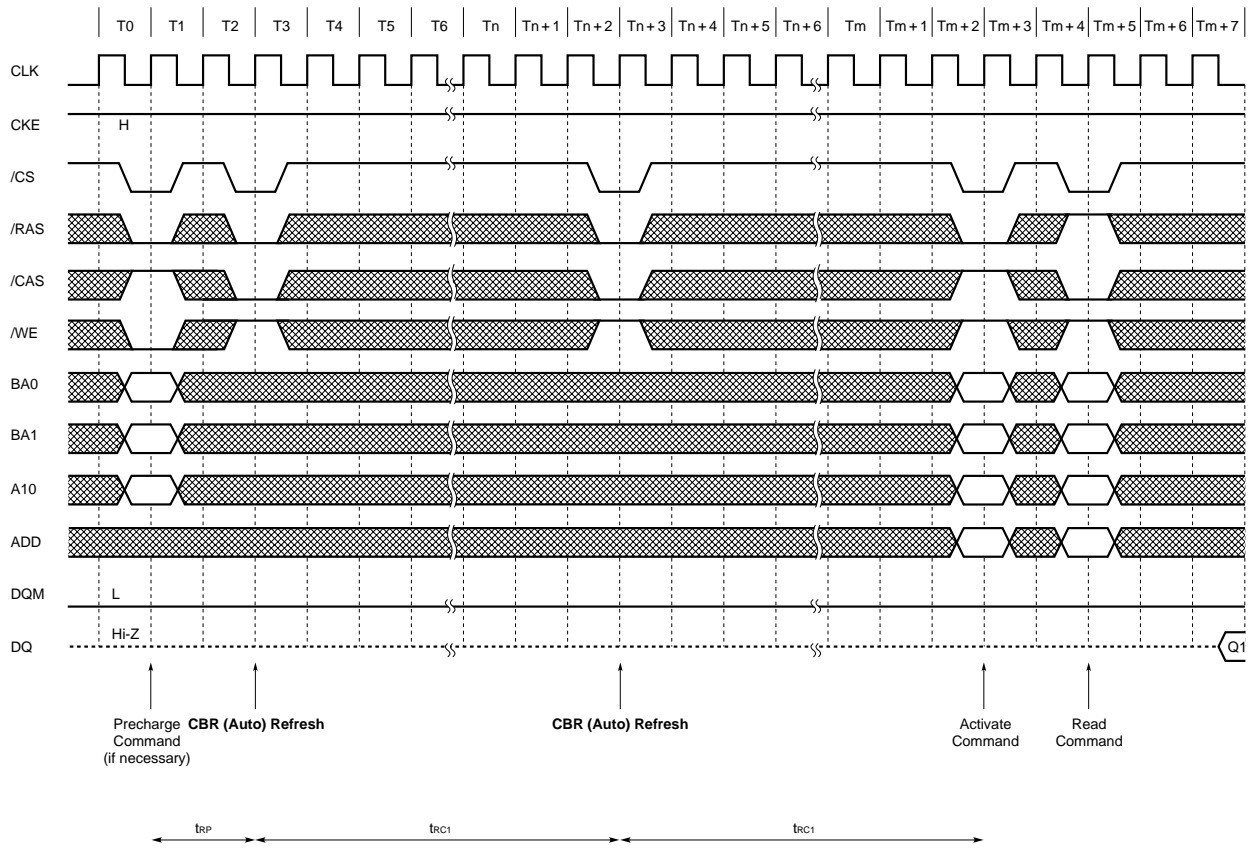 T0 T1 T2 T3 T4 T5 T6 Tn Tn + 1 Tn + 2 Tn + 3 Tn + 4 Tn + 5 Tn + 6 Tm Tm + 1 Tm + 2 Tm + 3 Tm + 4 Tm + 5 Tm + 6 Tm + 7
CLK
CKE H
/CS
/RAS
/CAS
/WE
BA0
BA1
A10
ADD
DQM L
DQ Hi-Z Q1
Precharge
Command
(if necessary)
CBR (Auto) Refresh
CBR (Auto) Refresh
Activate
Command
Read
Command
tRP tRC1 tRC1